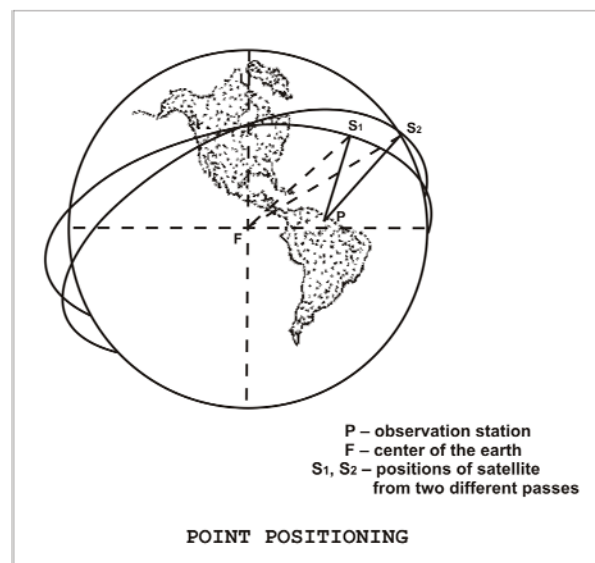 S1
S2
P
F
P – observation station
F – center of the earth
S1, S2 – positions of satellite
from two different passes
POINT POSITIONING